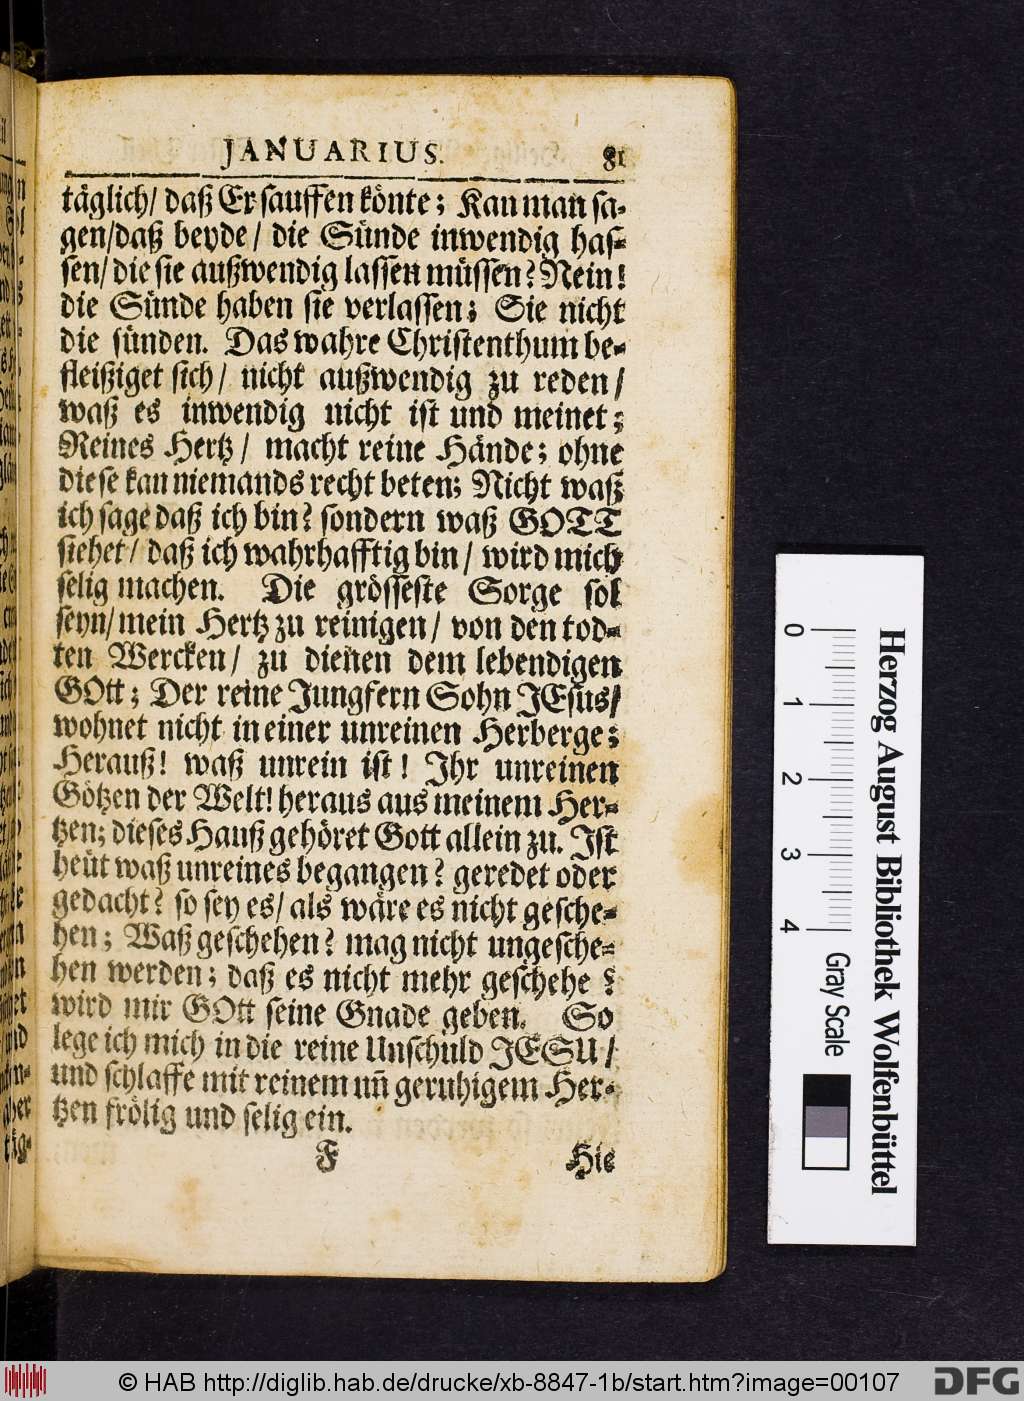 JANUARIUS. 81
täglich/ daß Er sauffen könte; Kan man sa-
gen/daß beyde/ die Sünde inwendig has-
sen/ die sie außwendig lassen müssen? Nein!
die Sünde haben sie verlassen; Sie nicht
die sünden. Das wahre Christenthum be-
fleißiget sich/ nicht außwendig zu reden/
waß es inwendig nicht ist und meinet;
Reines Hertz/ macht reine Hände; ohne
diese kan niemands recht beten; Nicht waß
ich sage daß ich bin? sondern waß GOTT
siehet/ daß ich wahrhafftig bin/ wird mich
selig machen. Die grösseste Sorge sol
seyn/mein Hertz zu reinigen/ von den tod-
ten Wercken/ zu dienen dem lebendigen
GOtt; Der reine Jungfern Sohn JEsus/
wohnet nicht in einer unreinen Herberge;
Herauß! waß unrein ist! Ihr unreinen
Götzen der Welt! heraus aus meinem Her-
tzen; dieses Hauß gehöret Gott allein zu. Ist
heüt waß unreines begangen? geredet oder
gedacht? so sey es/ als wäre es nicht gesche-
hen; Waß geschehen? mag nicht ungesche-
hen werden; daß es nicht mehr geschehe?
wird mir GOtt seine Gnade geben. So
lege ich mich in die reine Unschuld JESU/
und schlaffe mit reinem uñ geruhigem Her-
tzen frölig und selig ein.
F Hie
0 1 2 3 4
Gray Scale
Herzog August Bibliothek Wolfenbüttel
© HAB http://diglib.hab.de/drucke/xb-8847-1b/start.htm?image=00107
DFG